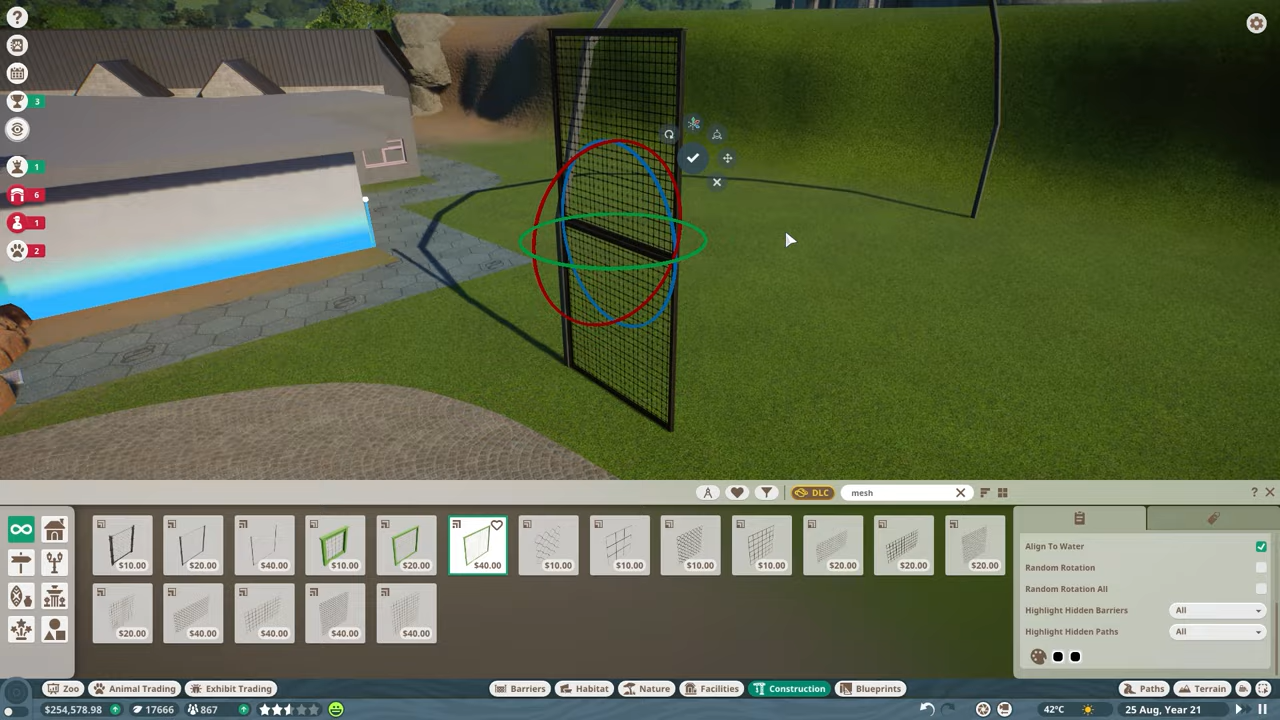 ?
3
1
6
1
2
DLC
mesh
?
$10.00
$20.00
$40.00
$10.00
$20.00
$40.00
$10.00
$10.00
$10.00
$10.00
$20.00
$20.00
$20.00
$20.00
$40.00
$40.00
$40.00
$40.00
Align To Water
Random Rotation
Random Rotation All
Highlight Hidden Barriers All
Highlight Hidden Paths All
Zoo
Animal Trading
Exhibit Trading
Barriers
Habitat
Nature
Facilities
Construction
Blueprints
Paths
Terrain
$254,578.98
17666
867
42°C
25 Aug, Year 21